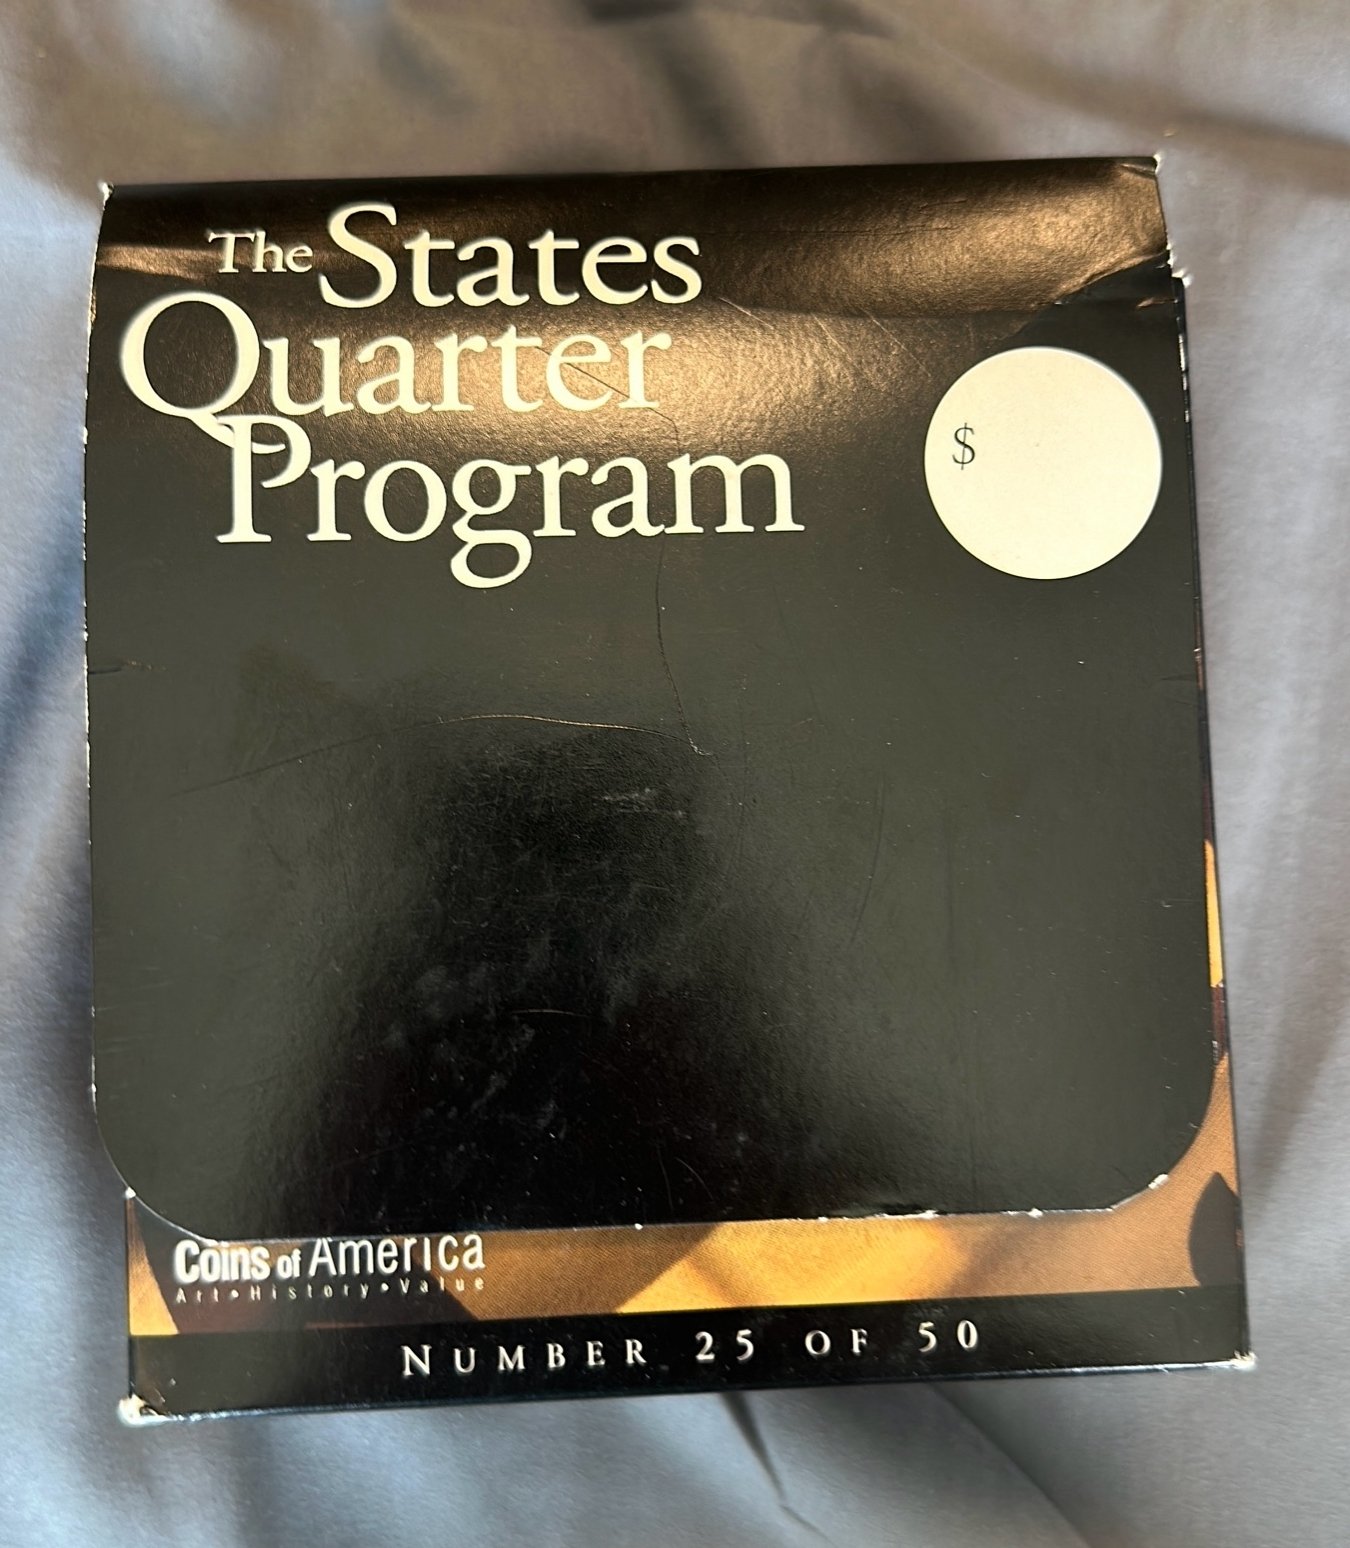 The States
Quarter
Program
$
Coins of America
Art • History • Value
NUMBER 25 OF 50